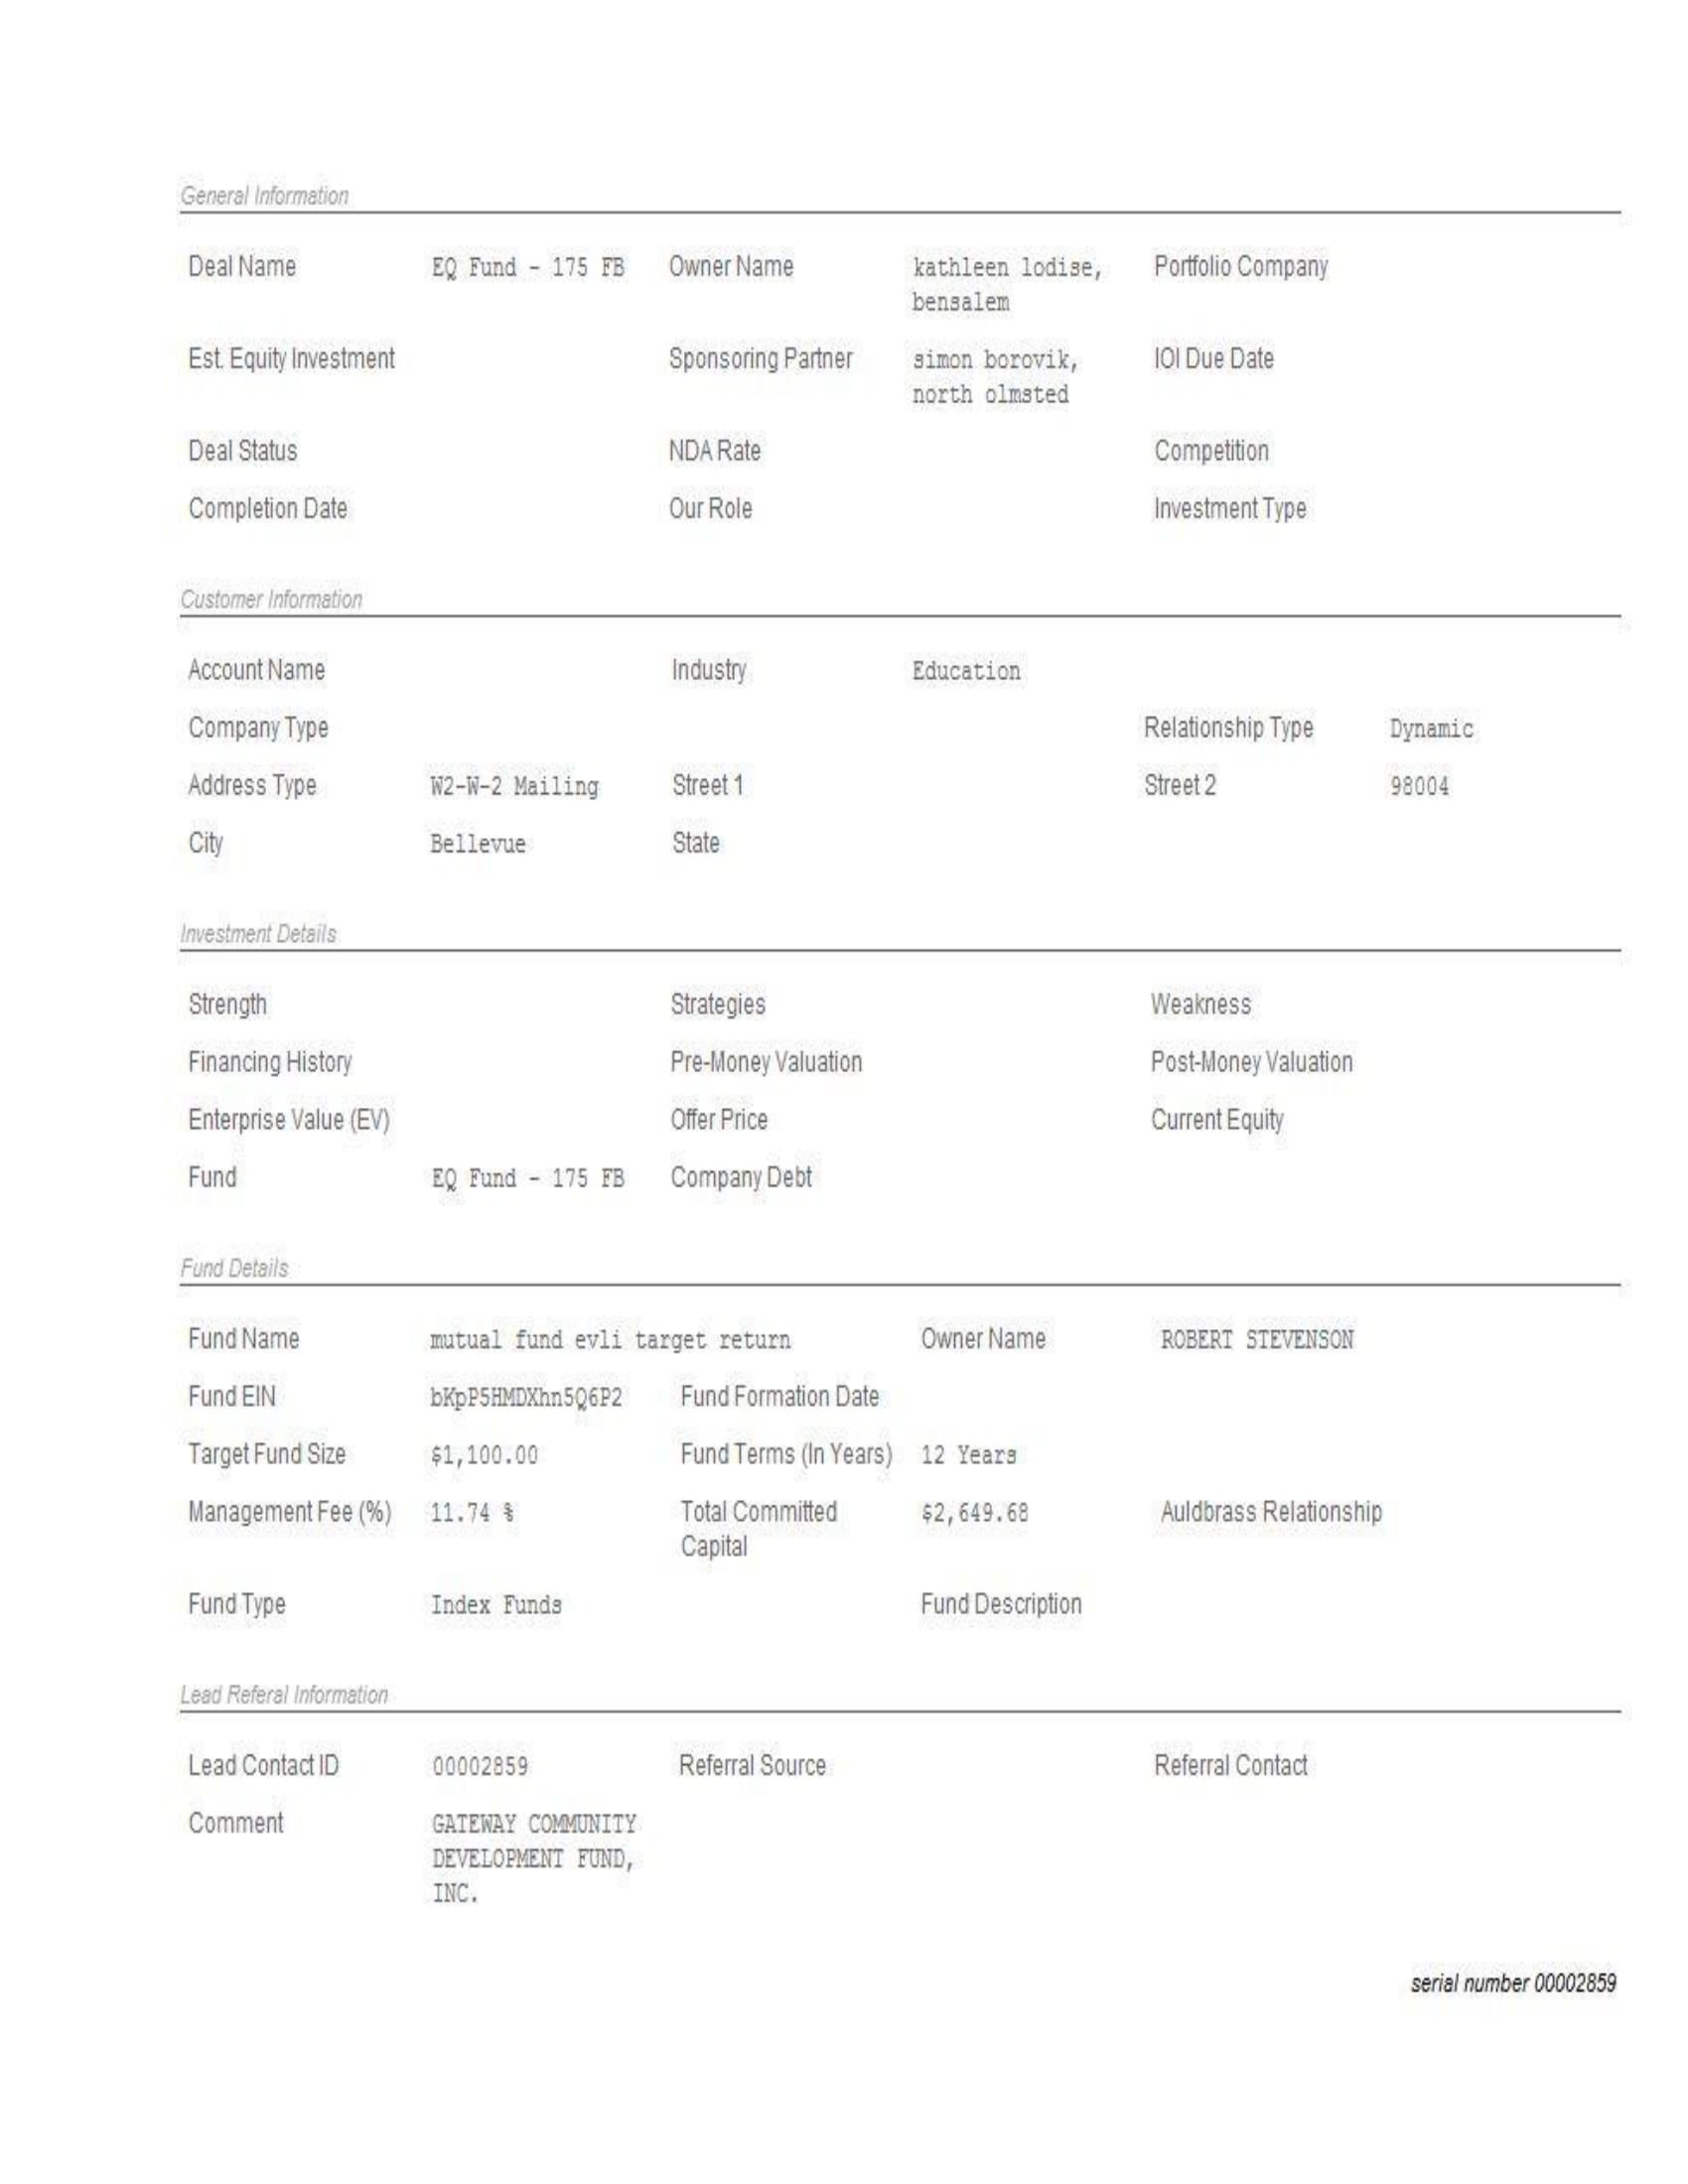 General Information
Deal Name EQ Fund - 175 FB Owner Name kathleen lodise, Portfolio Company
bensalem
Est. Equity Investment Sponsoring Partner simon borovik, IOI Due Date
north olmsted
Deal Status NDA Rate Competition
Completion Date Our Role Investment Type
Customer Information
Account Name Industry Education
Company Type Relationship Type Dynamic
Address Type W2-W-2 Mailing Street 1 Street 2 98004
City Bellevue State
Investment Details
Strength Strategies Weakness
Financing History Pre-Money Valuation Post-Money Valuation
Enterprise Value (EV) Offer Price Current Equity
Fund EQ Fund - 175 FB Company Debt
Fund Details
Fund Name mutual fund evli target return Owner Name ROBERT STEVENSON
Fund EIN bKpP5HMDXhn5Q6P2 Fund Formation Date
Target Fund Size $1,100.00 Fund Terms (In Years) 12 Years
Management Fee (%) 11.74 % Total Committed $2,649.68 Auldbrass Relationship
Capital
Fund Type Index Funds Fund Description
Lead Referal Information
Lead Contact ID 00002859 Referral Source Referral Contact
Comment GATEWAY COMMUNITY
DEVELOPMENT FUND,
INC.
serial number 00002859